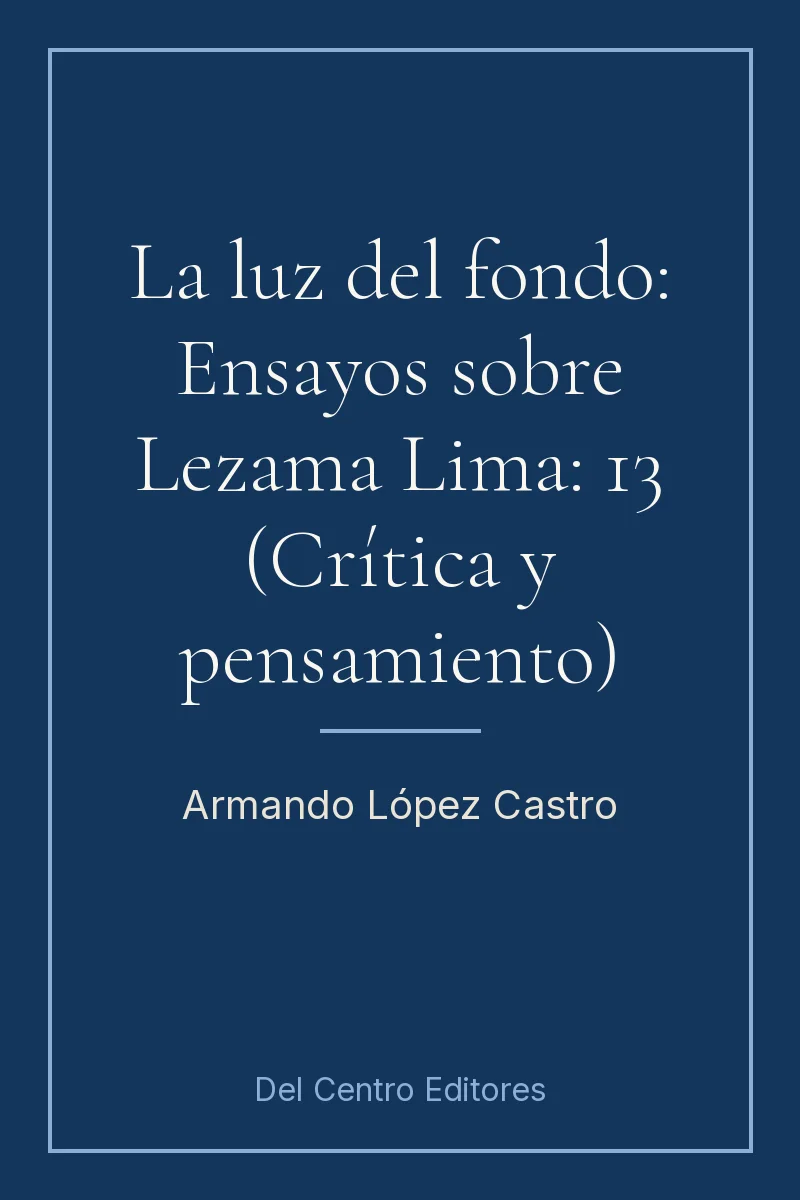 La luz del fondo:
Ensayos sobre
Lezama Lima: 13
(Crítica y
pensamiento)
Armando López Castro
Del Centro Editores